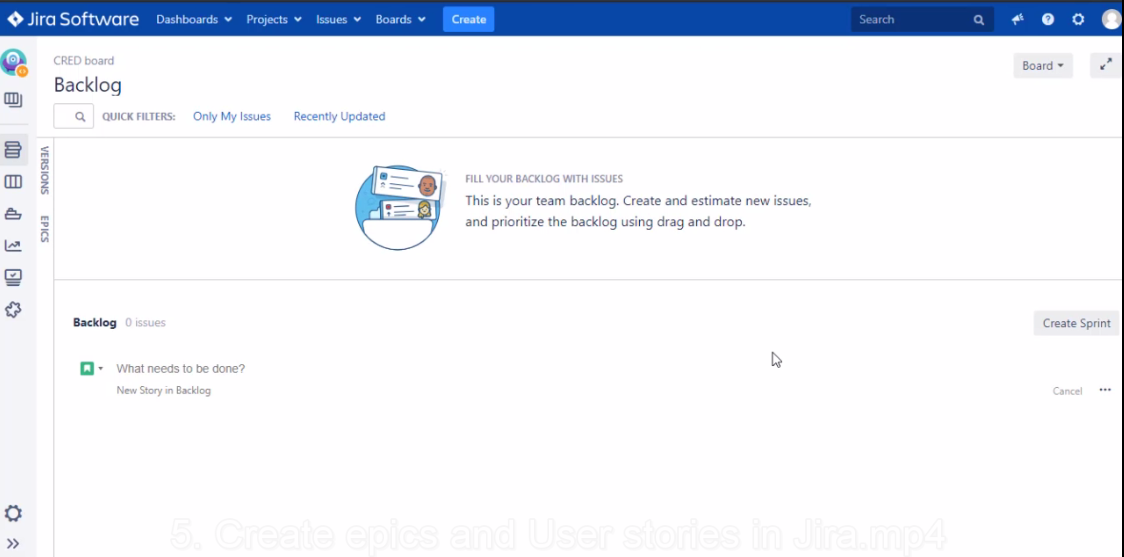 Jira Software Dashboards Projects Issues Boards Create Search
CRED board
Backlog
Board
QUICK FILTERS: Only My Issues Recently Updated
VERSIONS
EPICS
FILL YOUR BACKLOG WITH ISSUES
This is your team backlog. Create and estimate new issues,
and prioritize the backlog using drag and drop.
Backlog 0 issues
Create Sprint
What needs to be done?
New Story in Backlog
Cancel
5. Create epics and User stories in Jira.mp4